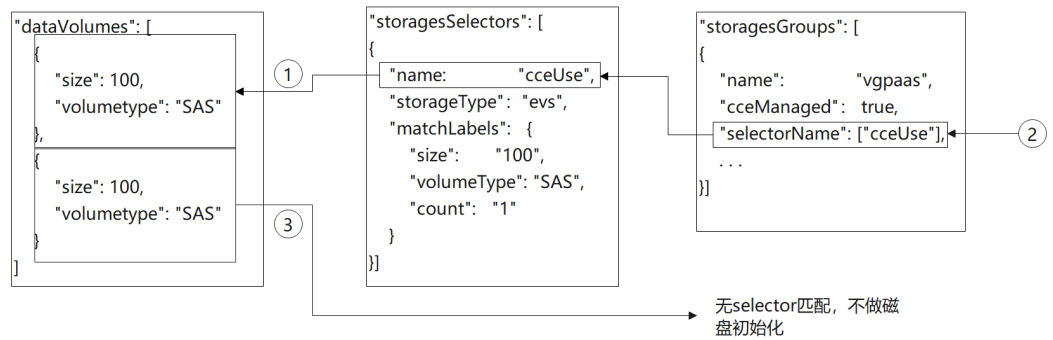 "dataVolumes": [
{
"size": 100,
"volumetype": "SAS"
},
{
"size": 100,
"volumetype": "SAS"
}
]
1
3
"storagesSelectors": [
{
"name: "cceUse",
"storageType": "evs",
"matchLabels": {
"size": "100",
"volumeType": "SAS",
"count": "1"
}
}]
"storagesGroups": [
{
"name": "vgpaas",
"cceManaged": true,
"selectorName": ["cceUse"],
...
}]
2
无selector匹配，不做磁
盘初始化